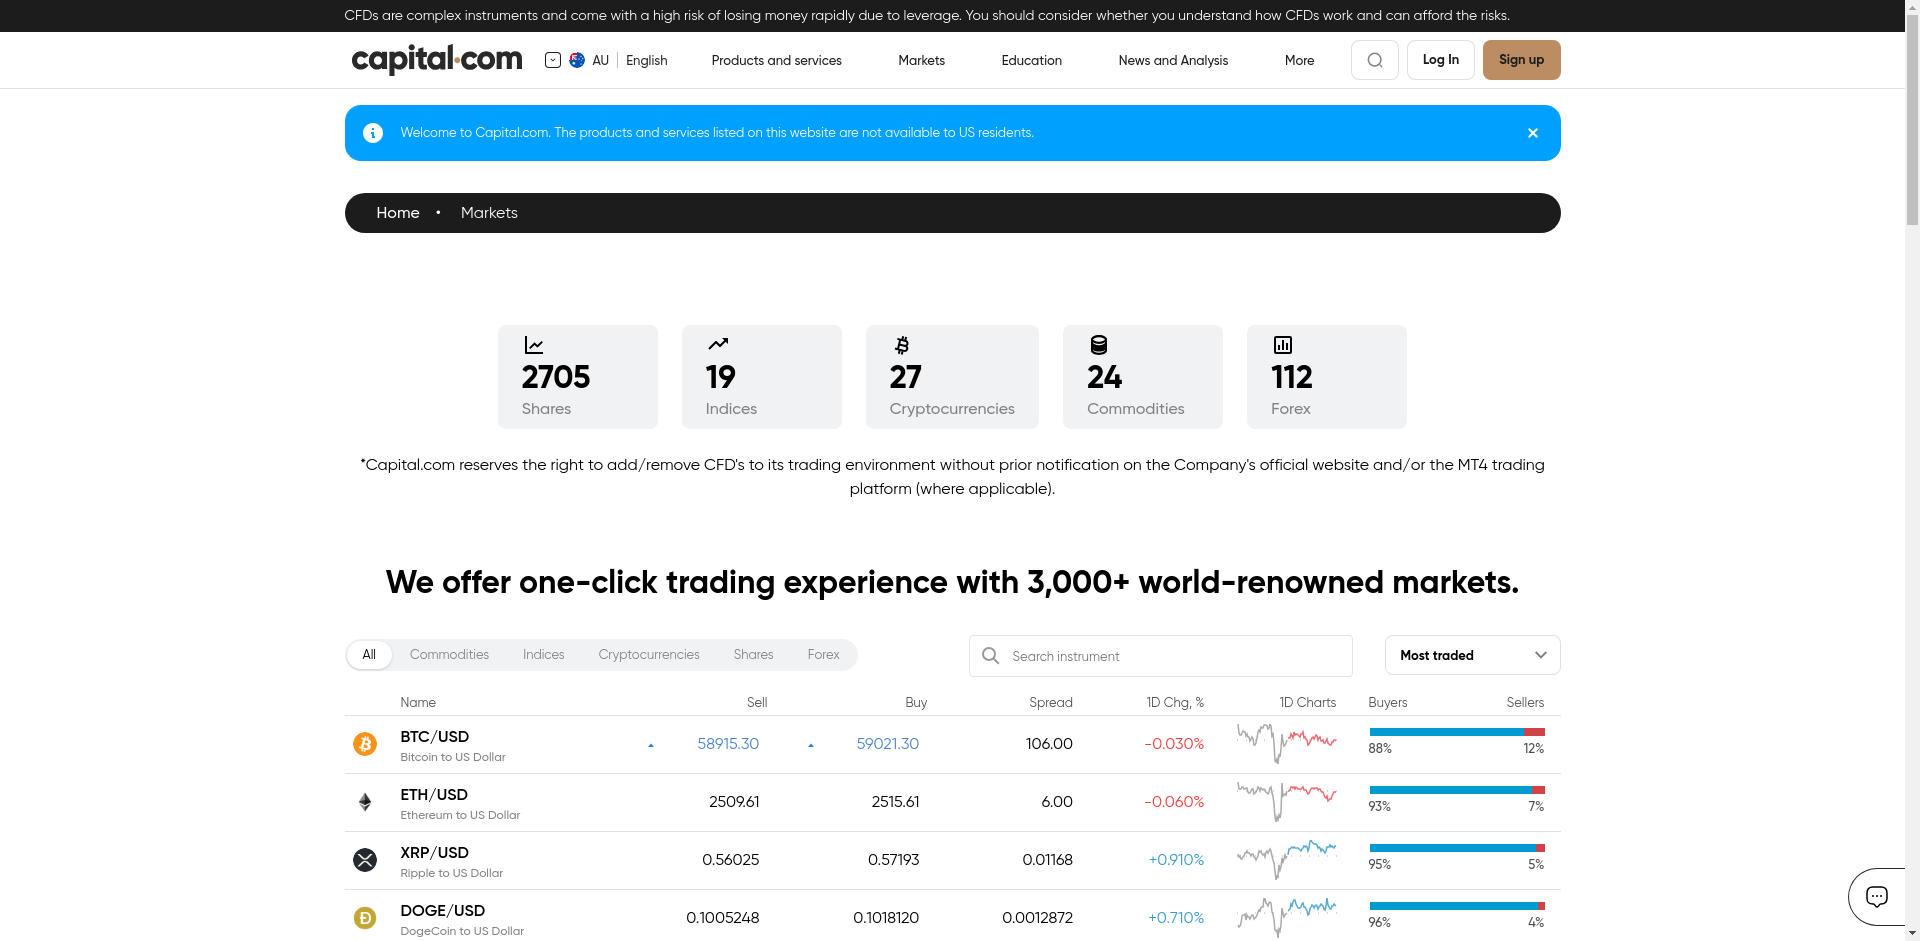 CFDs are complex instruments and come with a high risk of losing money rapidly due to leverage. You should consider whether you understand how CFDs work and can afford the risks.
capital.com
AU English
Products and services
Markets
Education
News and Analysis
More
Log In
Sign up
Welcome to Capital.com. The products and services listed on this website are not available to US residents.
Home • Markets
2705
Shares
19
Indices
27
Cryptocurrencies
24
Commodities
112
Forex
*Capital.com reserves the right to add/remove CFD's to its trading environment without prior notification on the Company's official website and/or the MT4 trading
platform (where applicable).
We offer one-click trading experience with 3,000+ world-renowned markets.
All Commodities Indices Cryptocurrencies Shares Forex
Search instrument
Most traded
Name Sell Buy Spread 1D Chg, % 1D Charts Buyers Sellers
BTC/USD 58915.30 59021.30 106.00 -0.030% 88% 12%
Bitcoin to US Dollar
ETH/USD 2509.61 2515.61 6.00 -0.060% 93% 7%
Ethereum to US Dollar
XRP/USD 0.56025 0.57193 0.01168 +0.910% 95% 5%
Ripple to US Dollar
DOGE/USD 0.1005248 0.1018120 0.0012872 +0.710% 96% 4%
DogeCoin to US Dollar